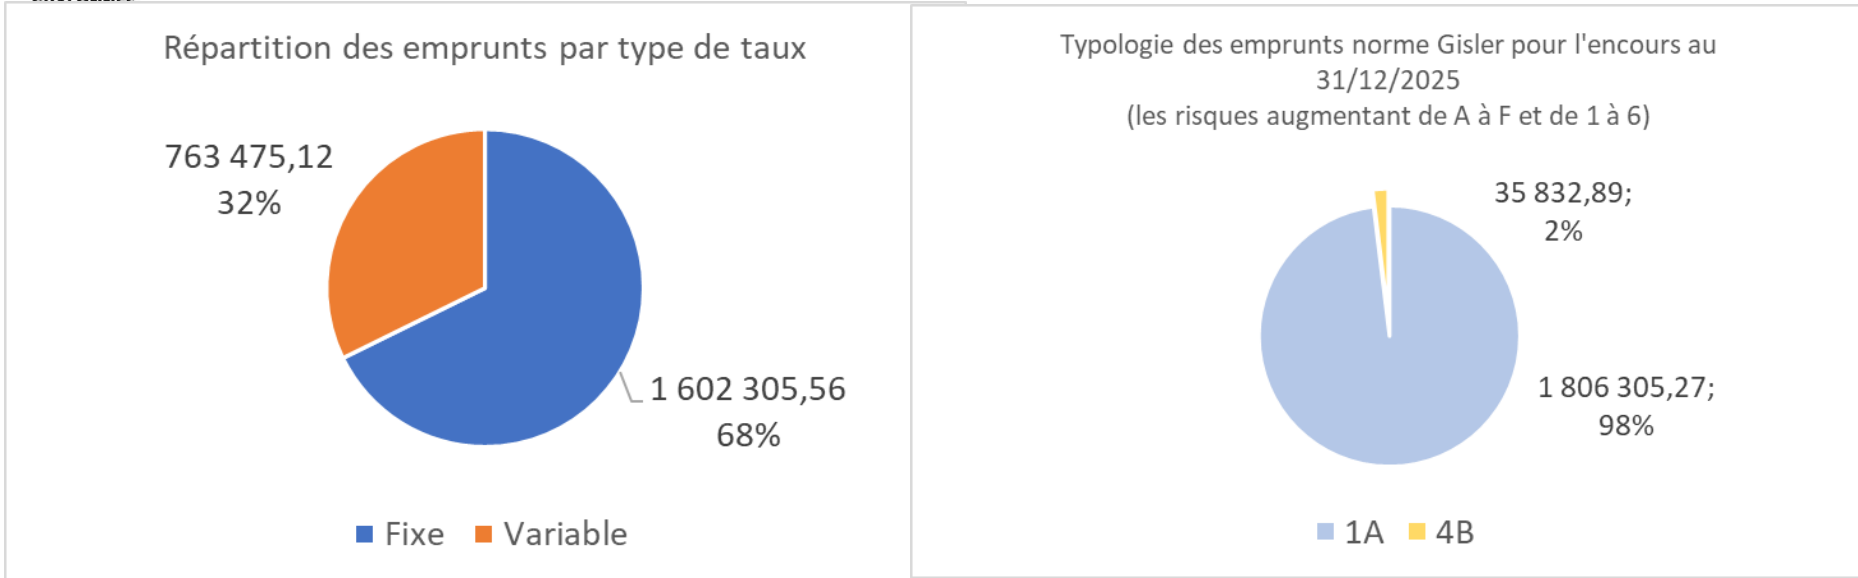 Répartition des emprunts par type de taux
763 475,12
32%
1 602 305,56
68%
Fixe
Variable
Typologie des emprunts norme Gisler pour l'encours au
31/12/2025
(les risques augmentant de A à F et de 1 à 6)
35 832,89;
2%
1 806 305,27;
98%
1A
4B